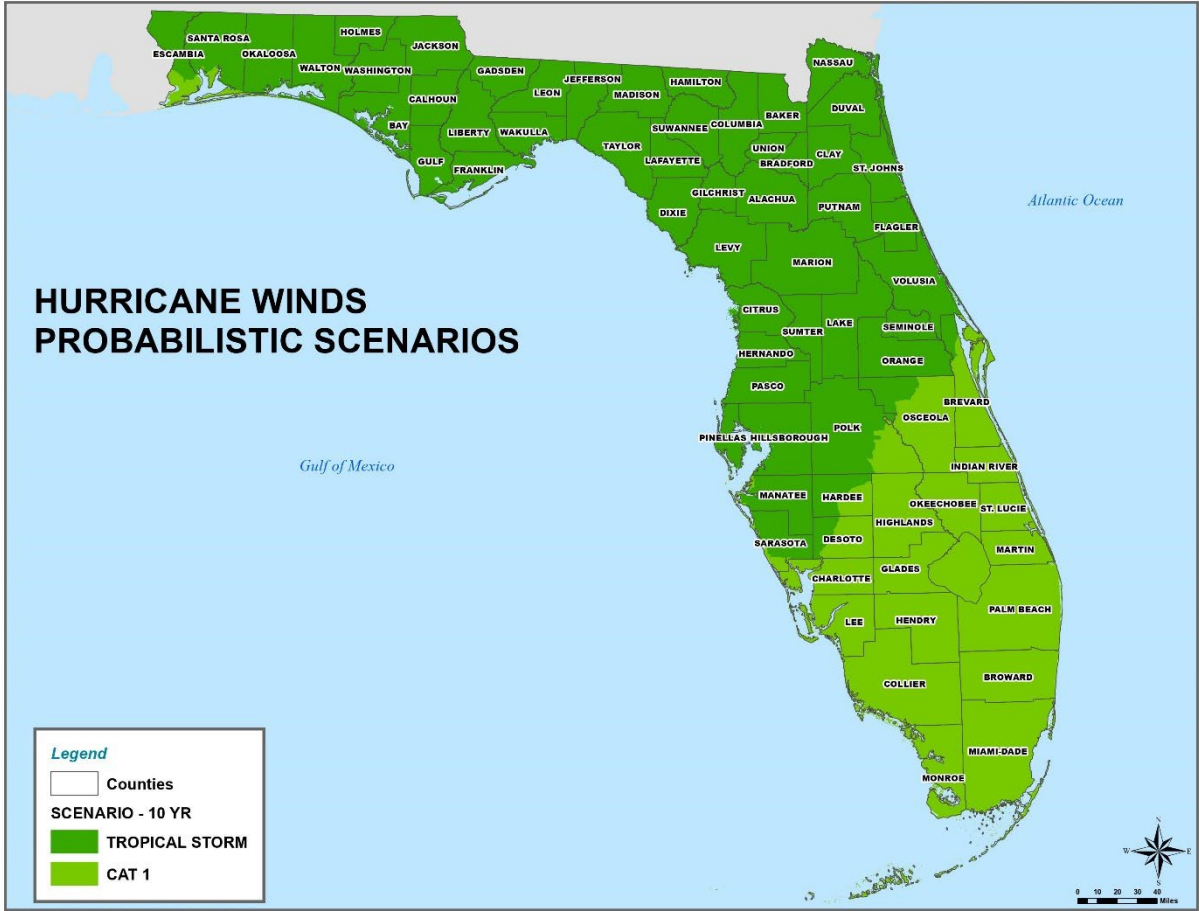 HOLMES
SANTA ROSA
JACKSON
ESCAMBIA
OKALOOSA
WALTON
WASHINGTON
GADSDEN
NASSAU
JEFFERSON
HAMILTON
LEON
MADISON
CALHOUN
BAKER
DUVAL
BAY
LIBERTY
WAKULLA
SUWANNEE
COLUMBIA
TAYLOR
UNION
CLAY
LAFAYETTE
BRADFORD
ST. JOHNS
GULF
FRANKLIN
GILCHRIST
ALACHUA
PUTNAM
Atlantic Ocean
DIXIE
FLAGLER
LEVY
MARION
VOLUSIA
HURRICANE WINDS
PROBABILISTIC SCENARIOS
CITRUS
LAKE
SUMTER
SEMINOLE
HERNANDO
ORANGE
PASCO
BREVARD
OSCEOLA
POLK
PINELLAS
HILLSBOROUGH
Gulf of Mexico
INDIAN RIVER
MANATEE
HARDEE
OKEECHOBEE
ST. LUCIE
HIGHLANDS
SARASOTA
DESOTO
MARTIN
GLADES
CHARLOTTE
PALM BEACH
LEE
HENDRY
COLLIER
BROWARD
MIAMI-DADE
MONROE
Legend
Counties
SCENARIO - 10 YR
TROPICAL STORM
CAT 1
N
W
E
S
0 10 20 30 40
Miles